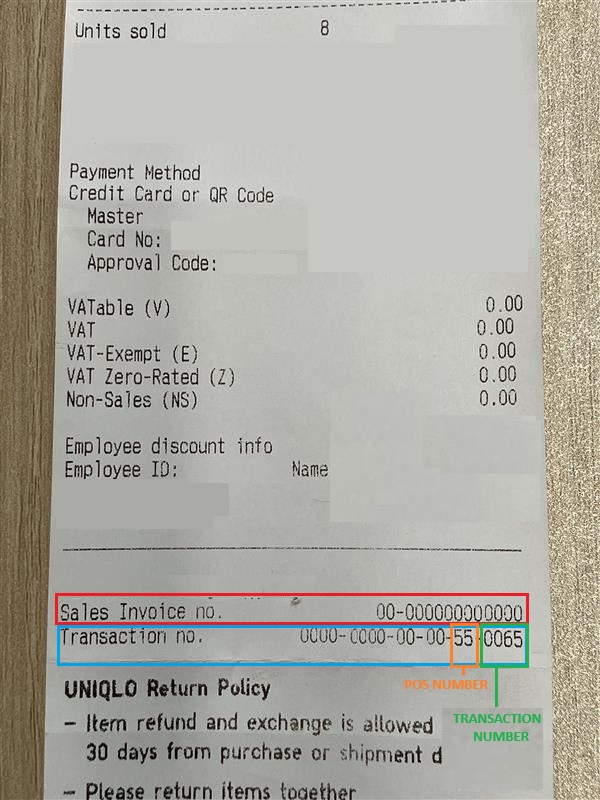 Units sold 8
Payment Method
Credit Card or QR Code
Master
Card No:
Approval Code:
VATable (V) 0.00
VAT 0.00
VAT-Exempt (E) 0.00
VAT Zero-Rated (Z) 0.00
Non-Sales (NS) 0.00
Employee discount info
Employee ID: Name
Sales Invoice no. 00-000000000000
Transaction no. 0000-0000-00-00-55-0065
POS NUMBER
TRANSACTION
NUMBER
UNIQLO Return Policy
- Item refund and exchange is allowed
30 days from purchase or shipment d
- Please return items together